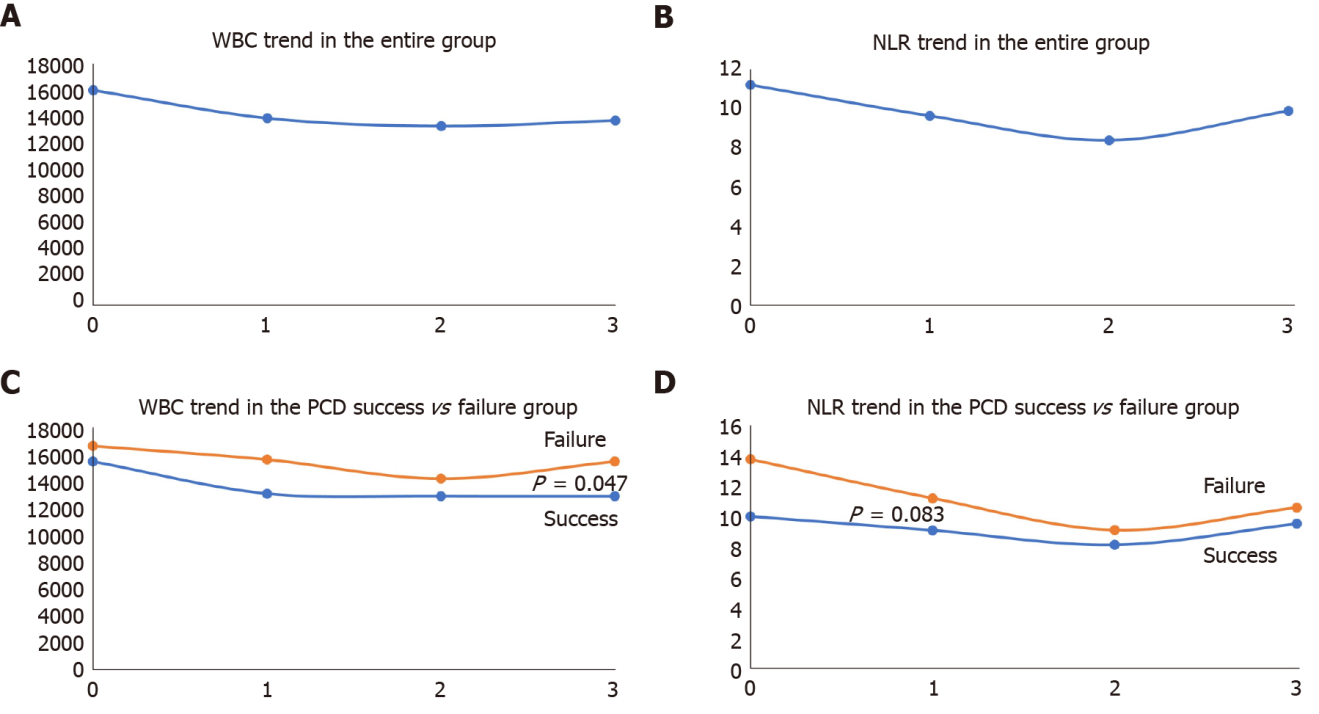 A
WBC trend in the entire group
18000
16000
14000
12000
10000
8000
6000
4000
2000
0
0 1 2 3
B
NLR trend in the entire group
12
10
8
6
4
2
0
0 1 2 3
C
WBC trend in the PCD success vs failure group
18000
16000
14000
12000
10000
8000
6000
4000
2000
0
Failure
P = 0.047
Success
0 1 2 3
D
NLR trend in the PCD success vs failure group
16
14
12
10
8
6
4
2
0
Failure
P = 0.083
Success
0 1 2 3